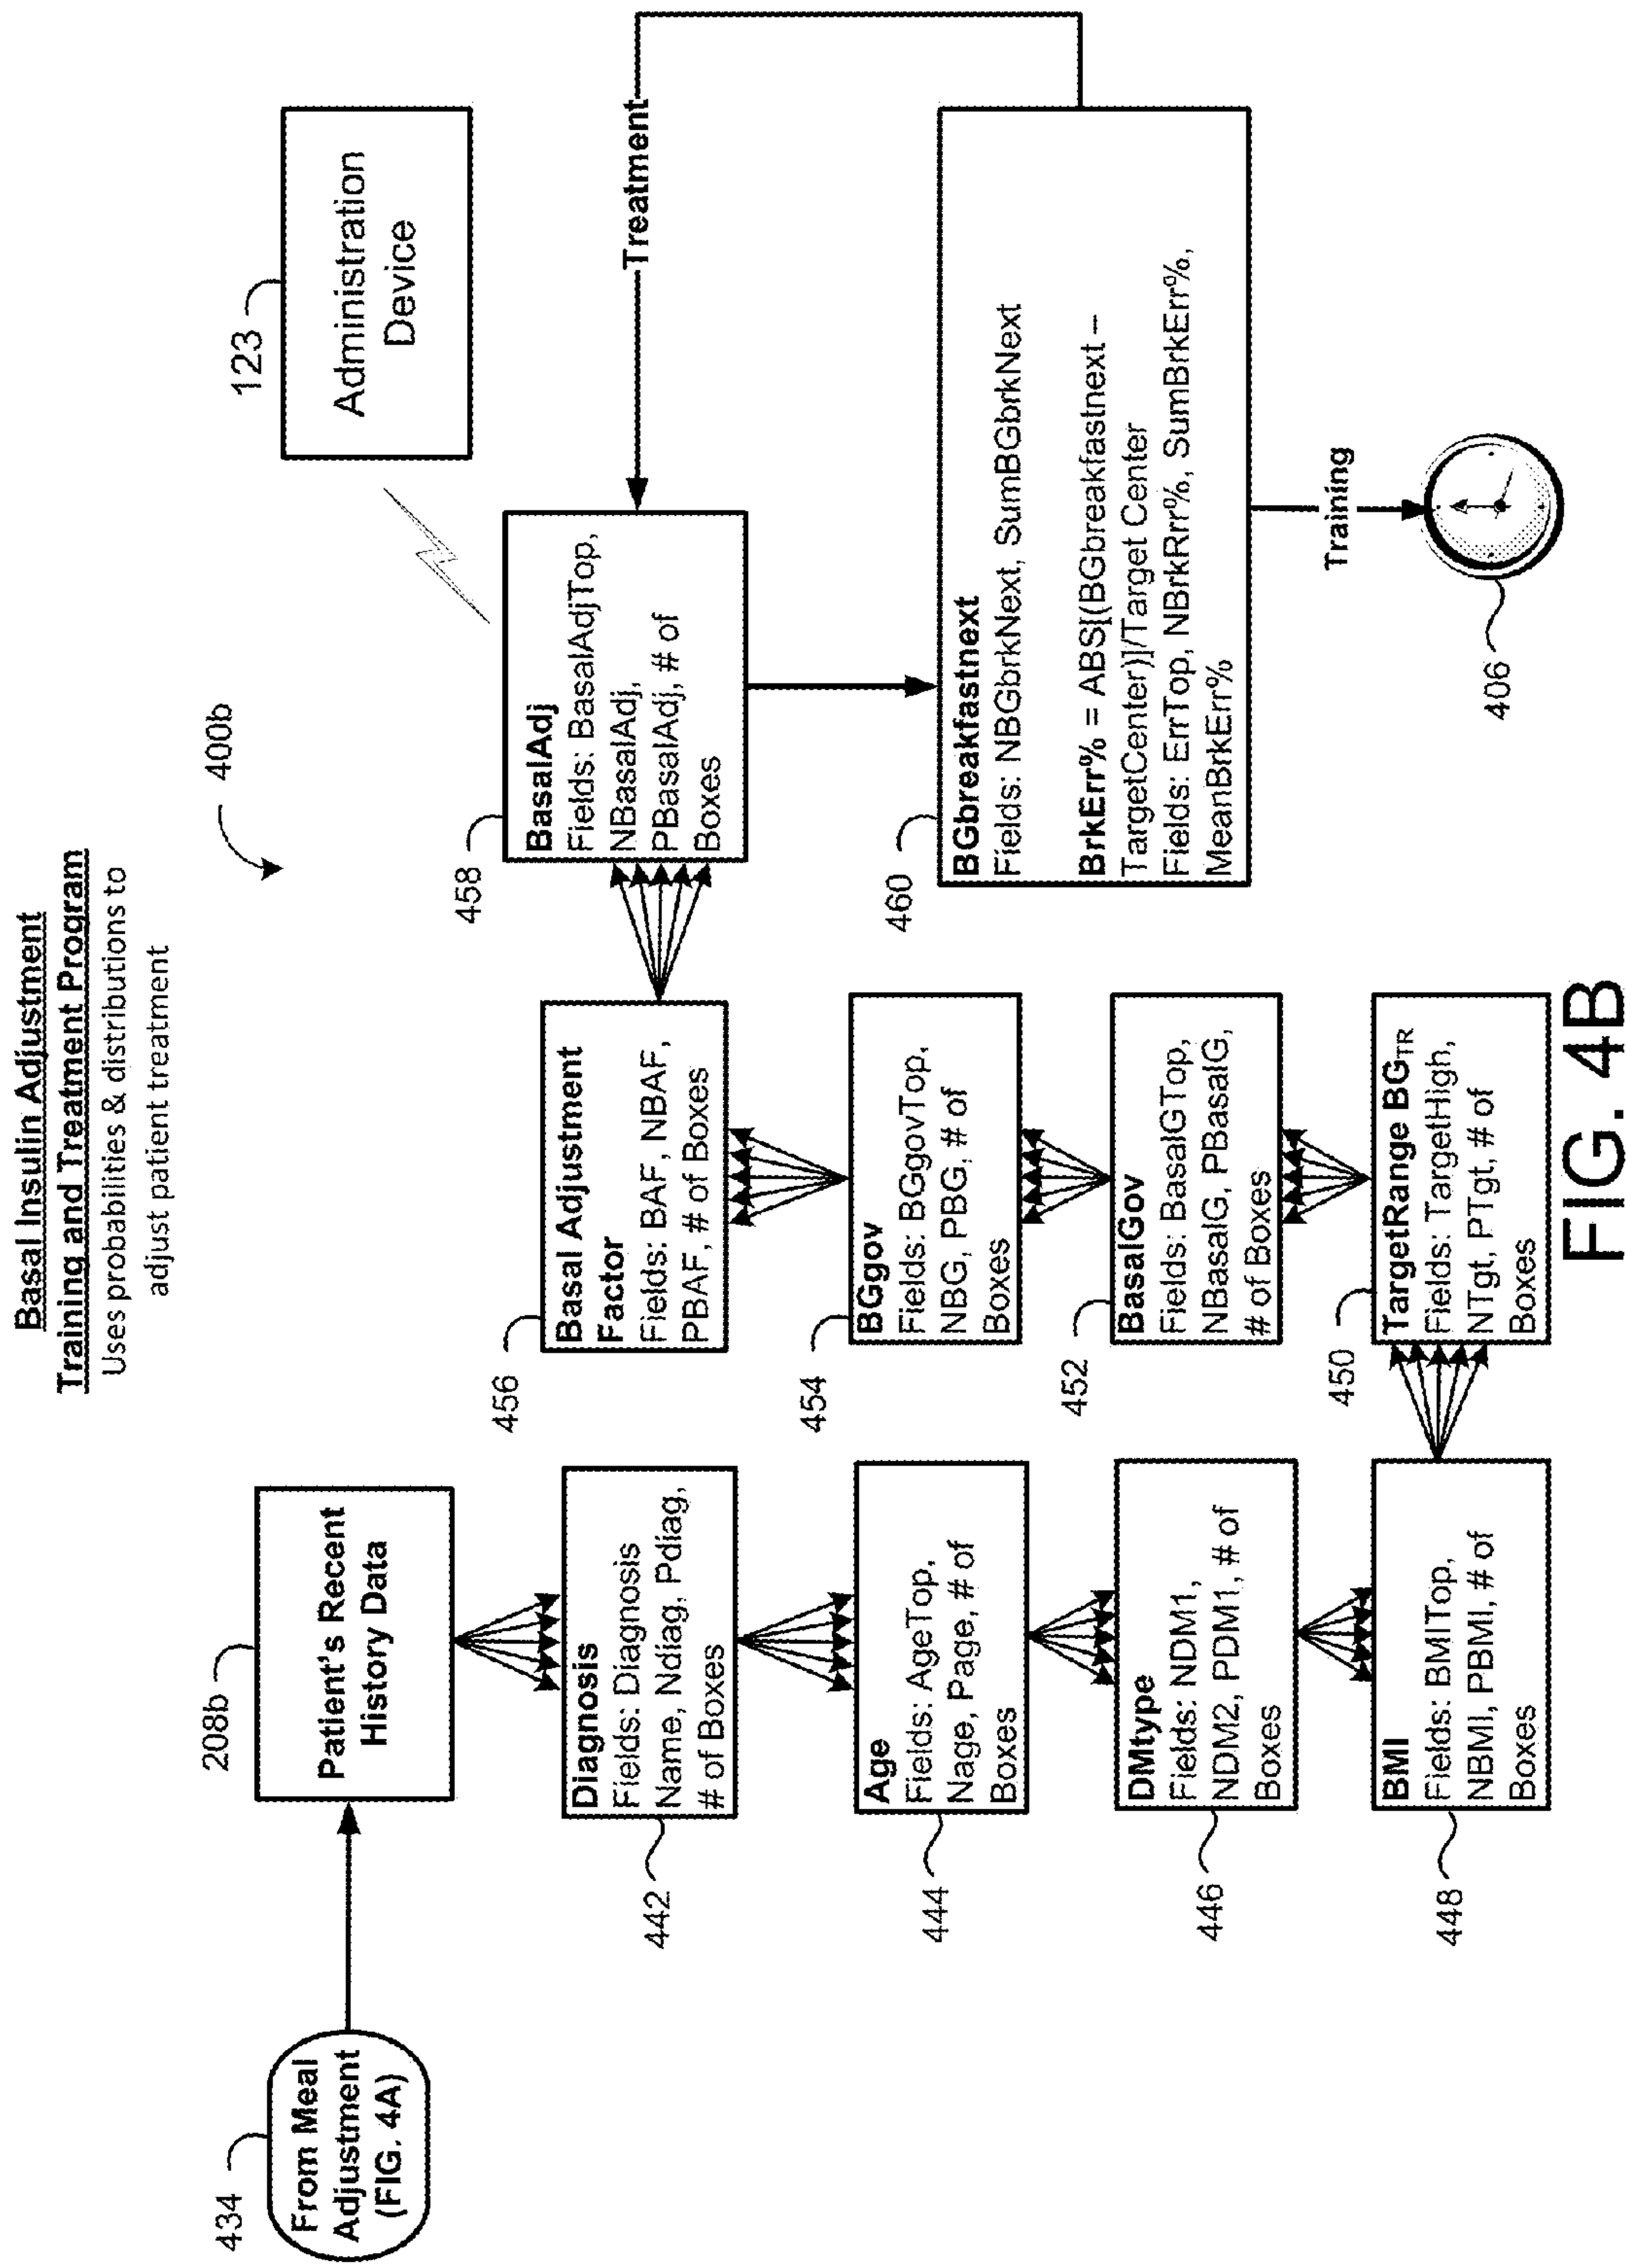 Basal Insulin Adjustment
Training and Treatment Program
Uses probabilities & distributions to
adjust patient treatment
400b
434
From Meal
Adjustment
(FIG. 4A)
208b
Patient's Recent
History Data
442
Diagnosis
Fields: Diagnosis
Name, Ndiag, Pdiag,
# of Boxes
444
Age
Fields: AgeTop,
Nage, Page, # of
Boxes
446
DMtype
Fields: NDM1,
NDM2, PDM1, # of
Boxes
448
BMI
Fields: BMITop,
NBMI, PBMI, # of
Boxes
450
TargetRange BGTR
Fields: TargetHigh,
NTgt, PTgt, # of
Boxes
452
BasalGov
Fields: BasalGTop,
NBasalG, PBasalG,
# of Boxes
454
BGgov
Fields: BGgovTop,
NBG, PBG, # of
Boxes
456
Basal Adjustment
Factor
Fields: BAF, NBAF,
PBAF, # of Boxes
458
BasalAdj
Fields: BasalAdjTop,
NBasalAdj,
PBasalAdj, # of
Boxes
123
Administration
Device
Treatment
460
BGbreakfastnext
Fields: NBGbrkNext, SumBGbrkNext
BrkErr% = ABS[(BGbreakfastnext –
TargetCenter)]/Target Center
Fields: ErrTop, NBrkRrr%, SumBrkErr%,
MeanBrkErr%
Training
406
FIG. 4B